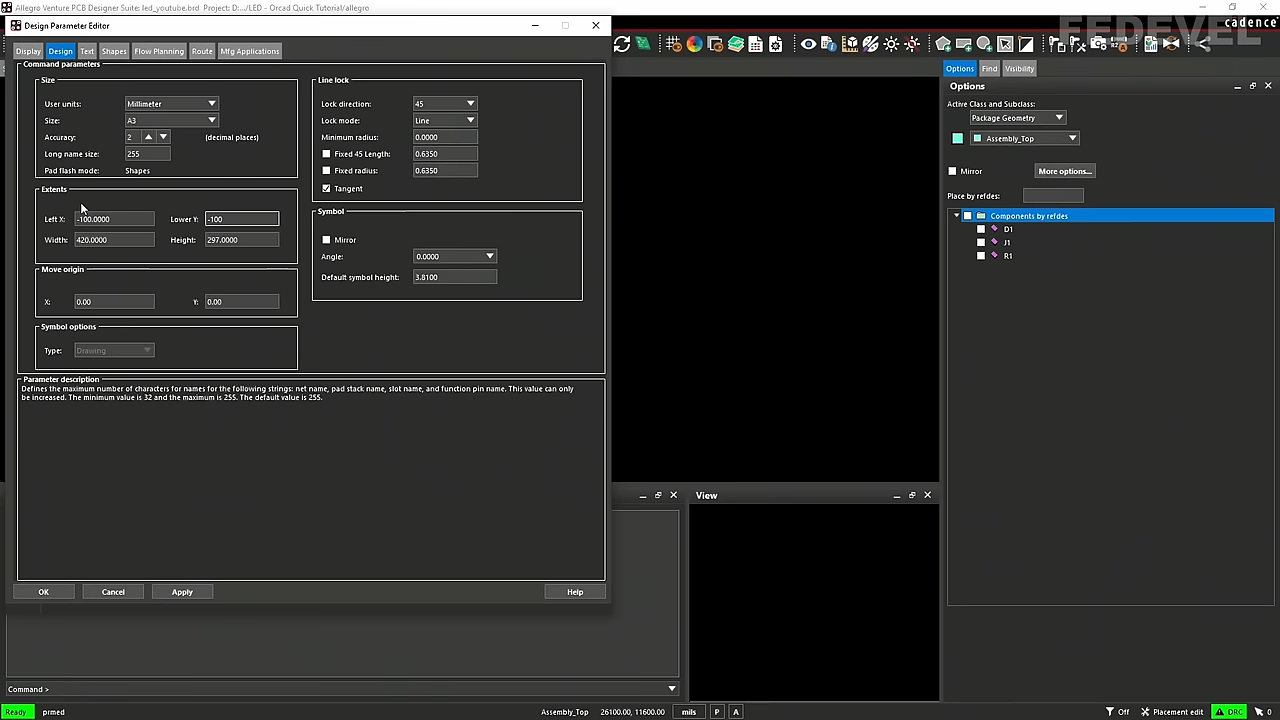 Allegro Venture PCB Designer Suite: led_youtube.brd Project: D:.../LED - Orcad Quick Tutorial/allegro
Design Parameter Editor
FEDEVEL
cadence
Display Design Text Shapes Flow Planning Route Mfg Applications
Command parameters
Size
User units: Millimeter
Size: A3
Accuracy: 2 (decimal places)
Long name size: 255
Pad flash mode: Shapes
Extents
Left X: -100.0000 Lower Y: -100
Width: 420.0000 Height: 297.0000
Move origin
X: 0.00 Y: 0.00
Symbol options
Type: Drawing
Line lock
Lock direction: 45
Lock mode: Line
Minimum radius: 0.0000
Fixed 45 Length: 0.6350
Fixed radius: 0.6350
Tangent
Symbol
Mirror
Angle: 0.0000
Default symbol height: 3.8100
Parameter description
Defines the maximum number of characters for names for the following strings: net name, pad stack name, slot name, and function pin name. This value can only
be increased. The minimum value is 32 and the maximum is 255. The default value is 255.
OK Cancel Apply Help
Options Find Visibility
Options
Active Class and Subclass:
Package Geometry
Assembly_Top
Mirror More options...
Place by refdes:
Components by refdes
D1
J1
R1
View
Command >
Ready prmed Assembly_Top 26100.00, 11600.00 mils P A Off Placement edit DRC 0